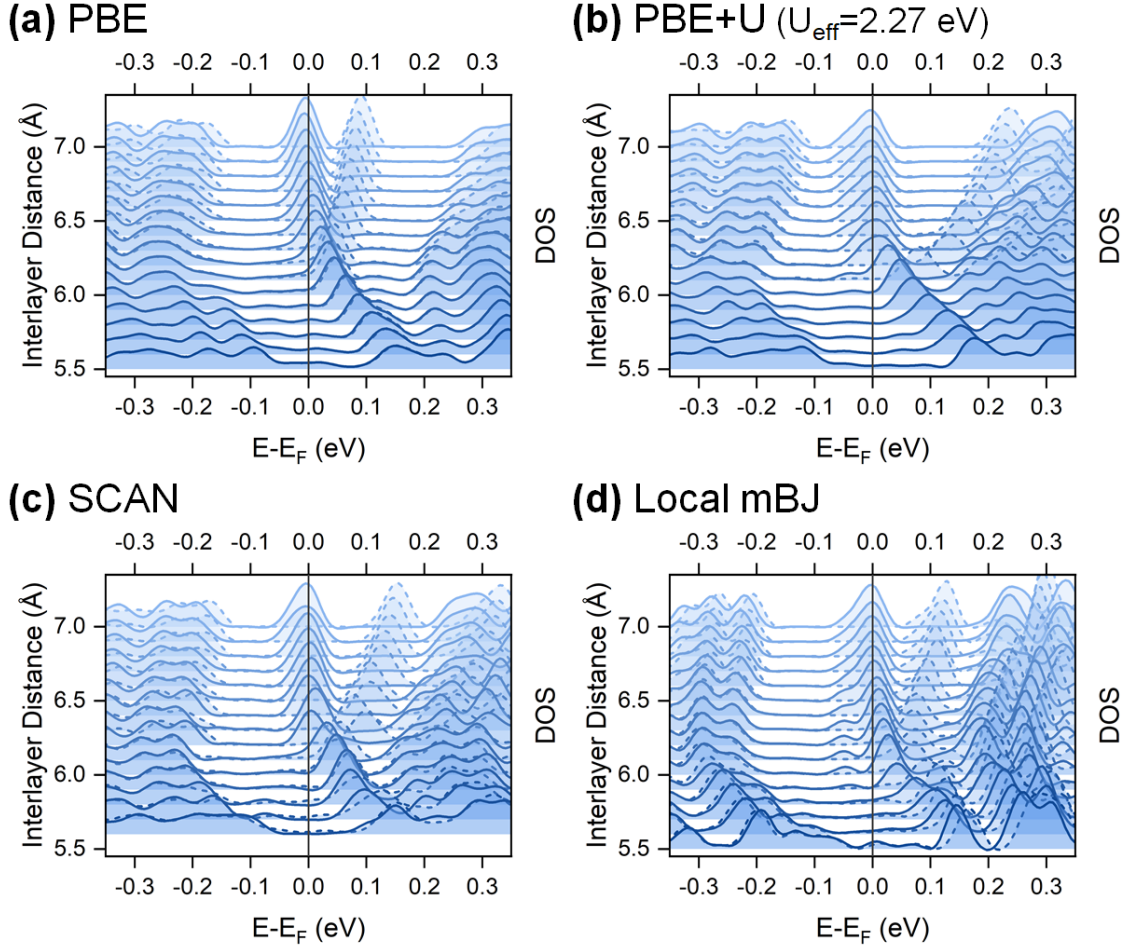 (a) PBE
-0.3 -0.2 -0.1 0.0 0.1 0.2 0.3
Interlayer Distance (Å)
7.0
6.5
6.0
5.5
DOS
-0.3 -0.2 -0.1 0.0 0.1 0.2 0.3
E-EF (eV)
(b) PBE+U (Ueff=2.27 eV)
-0.3 -0.2 -0.1 0.0 0.1 0.2 0.3
Interlayer Distance (Å)
7.0
6.5
6.0
5.5
DOS
-0.3 -0.2 -0.1 0.0 0.1 0.2 0.3
E-EF (eV)
(c) SCAN
-0.3 -0.2 -0.1 0.0 0.1 0.2 0.3
Interlayer Distance (Å)
7.0
6.5
6.0
5.5
DOS
-0.3 -0.2 -0.1 0.0 0.1 0.2 0.3
E-EF (eV)
(d) Local mBJ
-0.3 -0.2 -0.1 0.0 0.1 0.2 0.3
Interlayer Distance (Å)
7.0
6.5
6.0
5.5
DOS
-0.3 -0.2 -0.1 0.0 0.1 0.2 0.3
E-EF (eV)